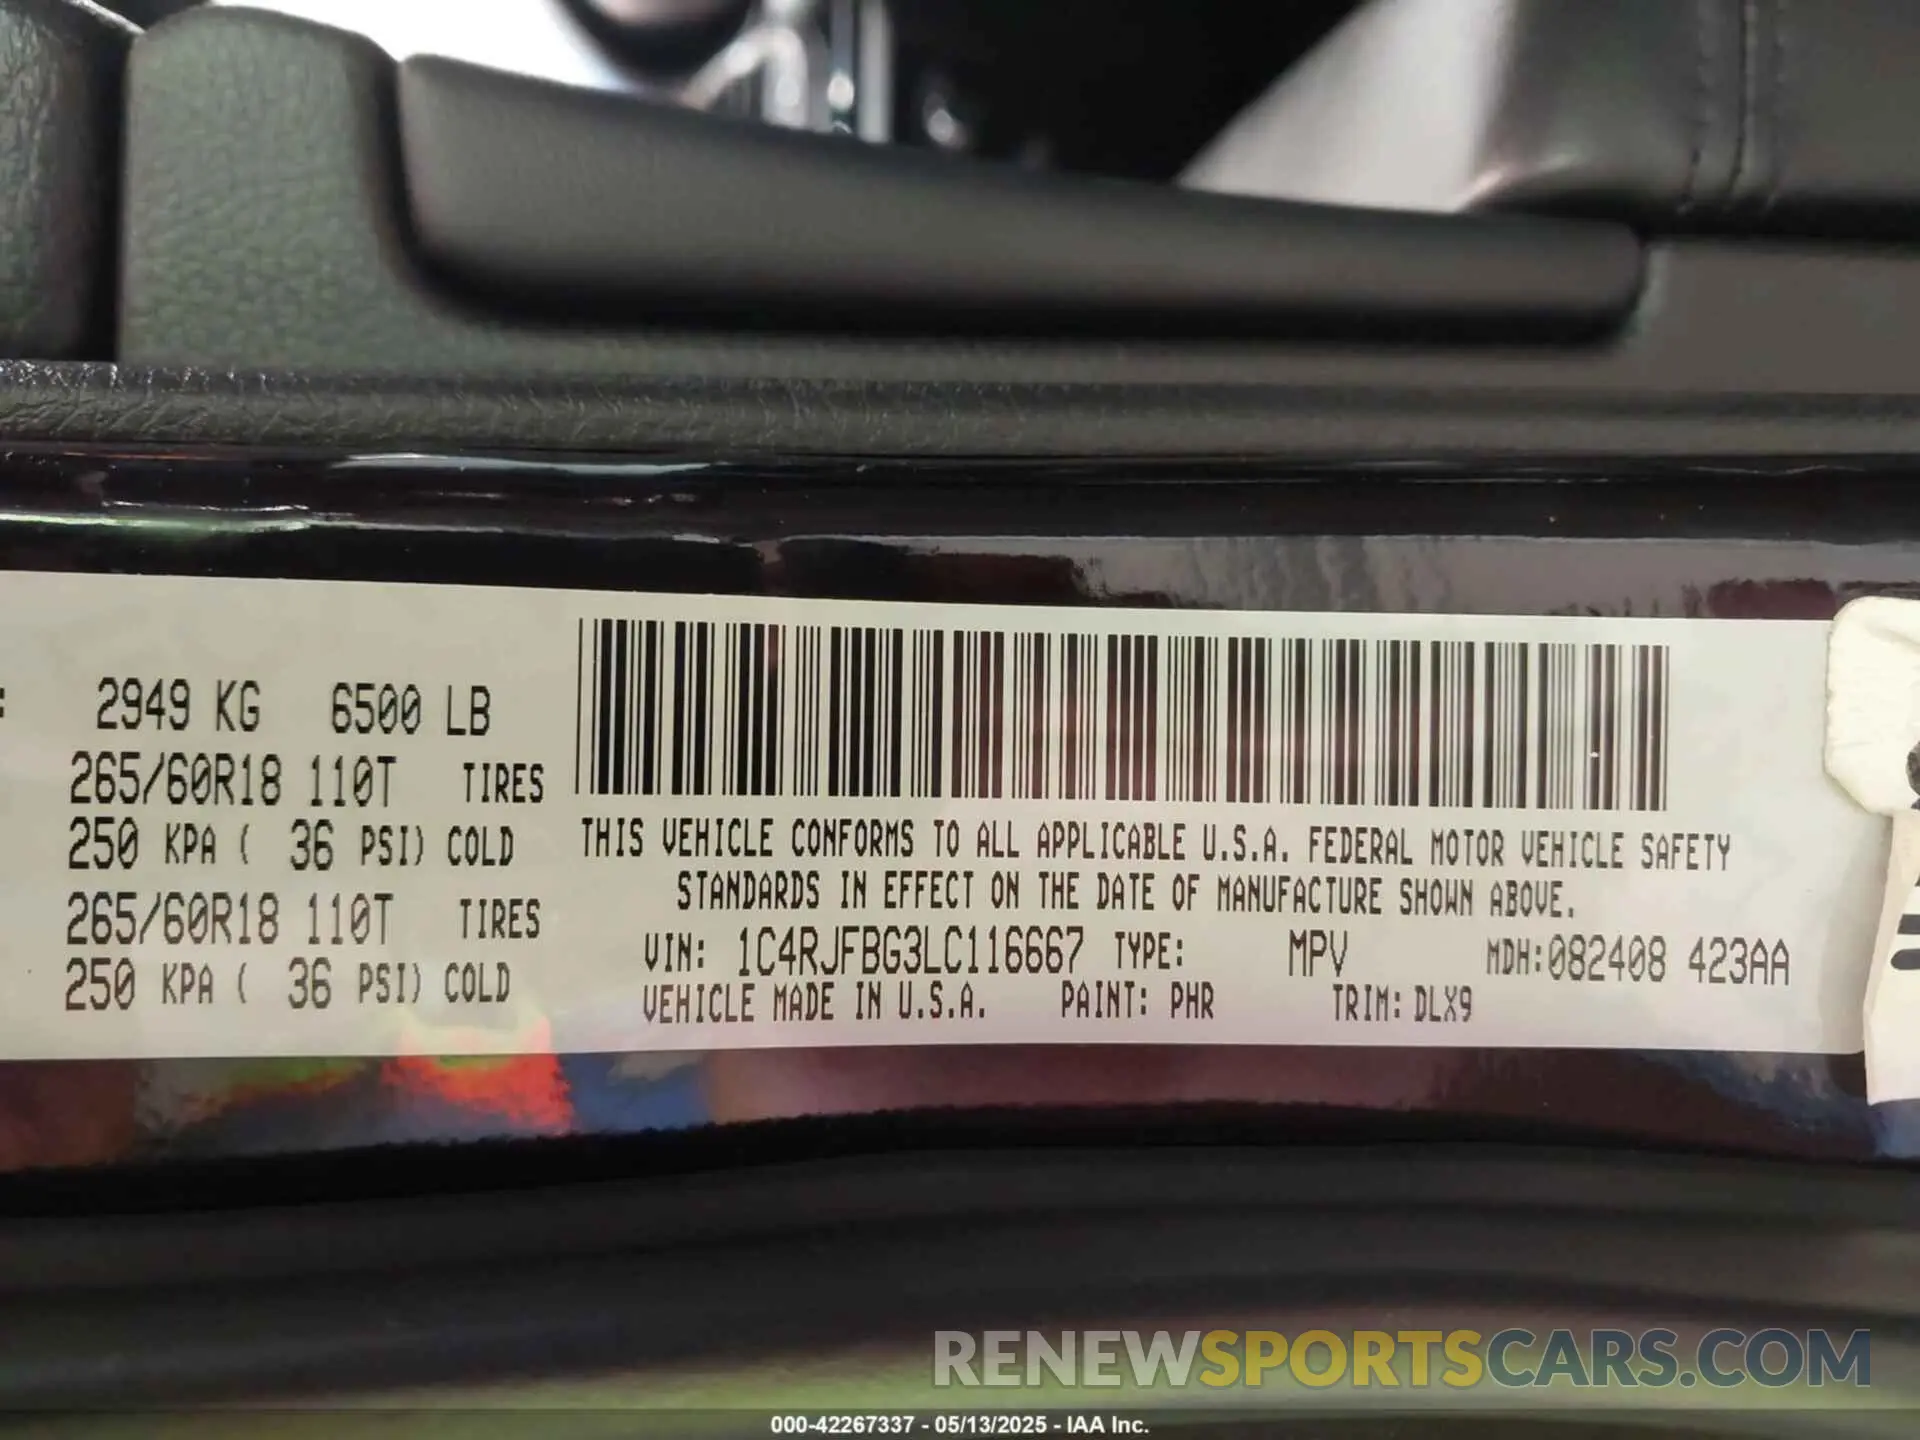 : 2949 KG 6500 LB
265/60R18 110T TIRES
250 KPA ( 36 PSI) COLD
265/60R18 110T TIRES
250 KPA ( 36 PSI) COLD
THIS VEHICLE CONFORMS TO ALL APPLICABLE U.S.A. FEDERAL MOTOR VEHICLE SAFETY
STANDARDS IN EFFECT ON THE DATE OF MANUFACTURE SHOWN ABOVE.
VIN: 1C4RJFBG3LC116667 TYPE: MPV MDH:082408 423AA
VEHICLE MADE IN U.S.A. PAINT: PHR TRIM: DLX9
RENEWSPORTSCARS.COM
000-42267337 - 05/13/2025 - IAA Inc.